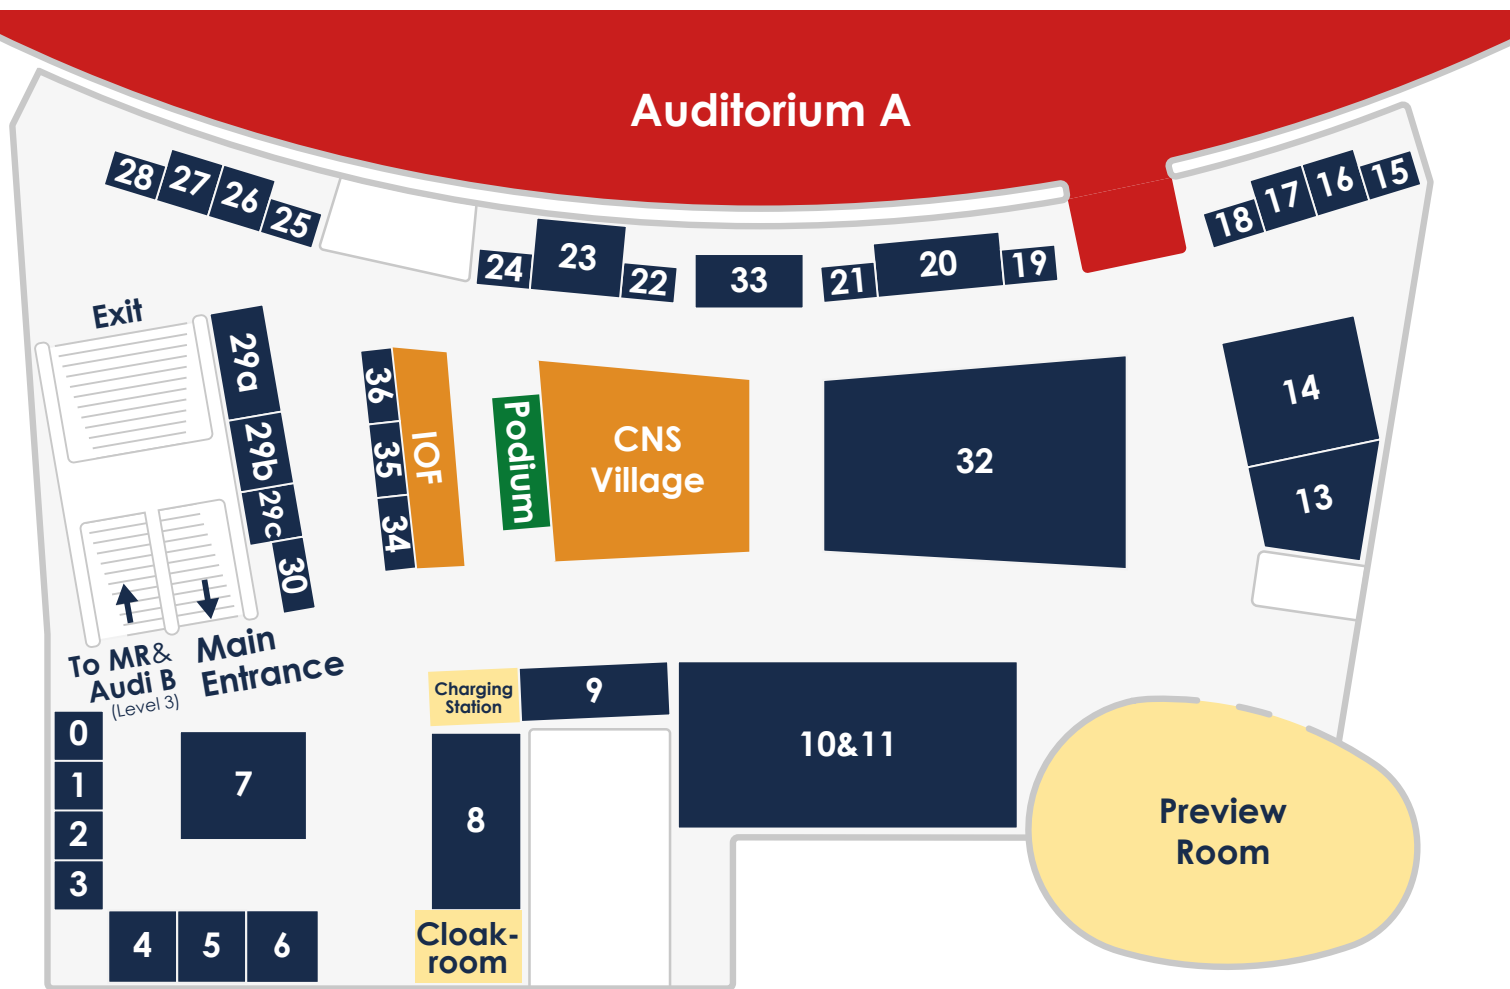 Auditorium A
28
27
26
25
24
23
22
33
21
20
19
18
17
16
15
Exit
29a
29b
29c
30
36
35
34
IOF
Podium
CNS
Village
32
14
13
To MR&
Audi B
(Level 3)
Main
Entrance
Charging
Station
9
10&11
0
1
2
3
7
8
4
5
6
Cloak-
room
Preview
Room